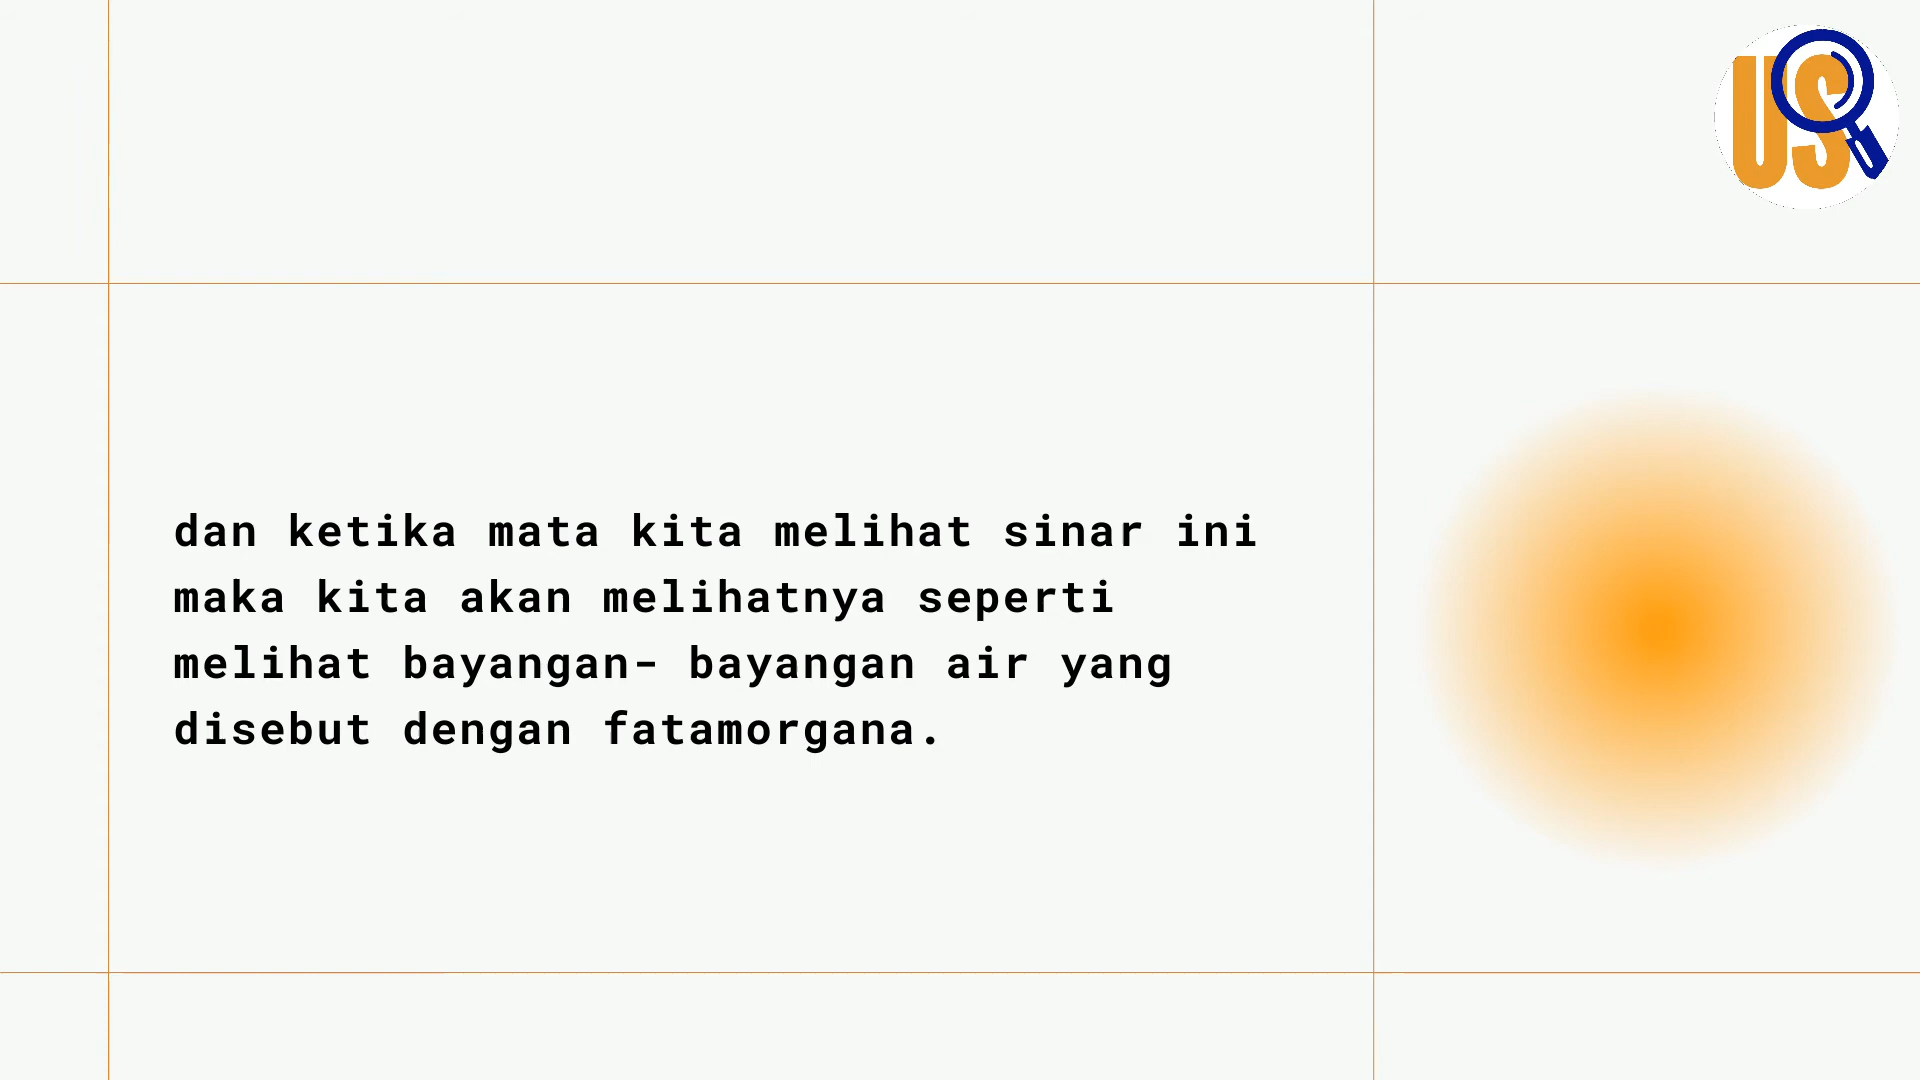 US
dan ketika mata kita melihat sinar ini
maka kita akan melihatnya seperti
melihat bayangan- bayangan air yang
disebut dengan fatamorgana.